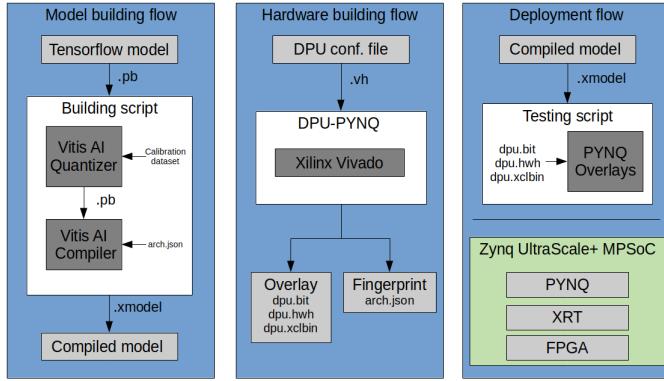 Model building flow
Tensorflow model
.pb
Building script
Vitis AI
Quantizer
Calibration
dataset
.pb
Vitis AI
Compiler
arch.json
.xmodel
Compiled model
Hardware building flow
DPU conf. file
.vh
DPU-PYNQ
Xilinx Vivado
Overlay
dpu.bit
dpu.hwh
dpu.xclbin
Fingerprint
arch.json
Deployment flow
Compiled model
.xmodel
Testing script
dpu.bit
dpu.hwh
dpu.xclbin
PYNQ
Overlays
Zynq UltraScale+ MPSoC
PYNQ
XRT
FPGA